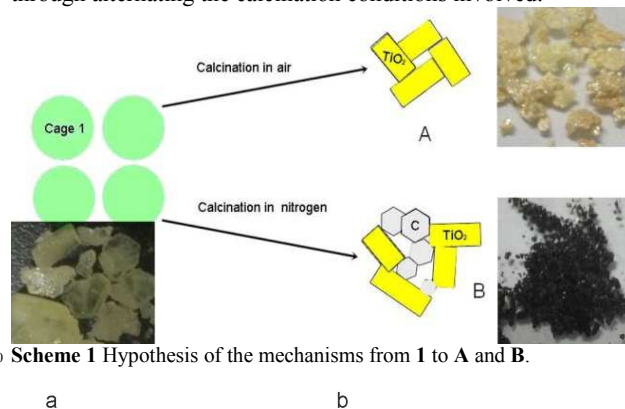 through alternating the calcination conditions involved.
Calcination in air
TiO2
A
Cage 1
Calcination in nitrogen
C
TiO2
B
Scheme 1 Hypothesis of the mechanisms from 1 to A and B.
a b